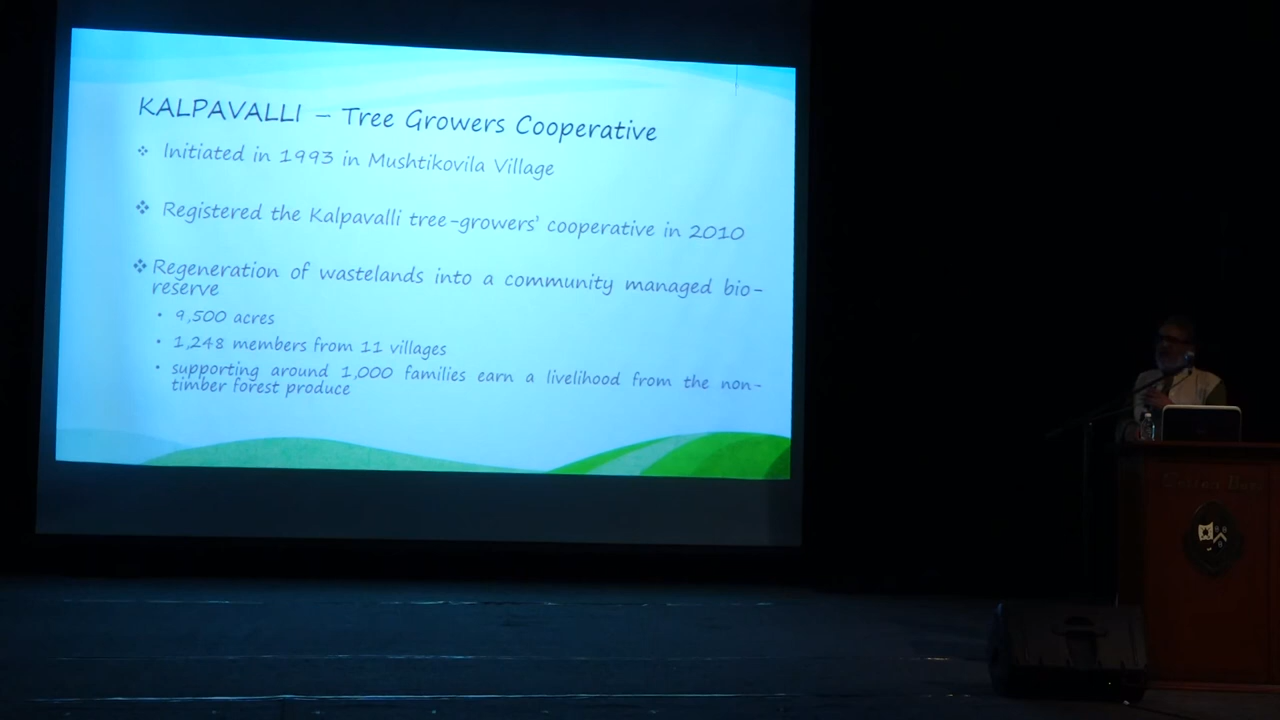 KALPAVALLI – Tree Growers Cooperative
❖ Initiated in 1993 in Mushtikovila Village
❖ Registered the Kalpavalli tree-growers' cooperative in 2010
❖ Regeneration of wastelands into a community managed bio-
reserve
• 9,500 acres
• 1,248 members from 11 villages
• supporting around 1,000 families earn a livelihood from the non-
timber forest produce